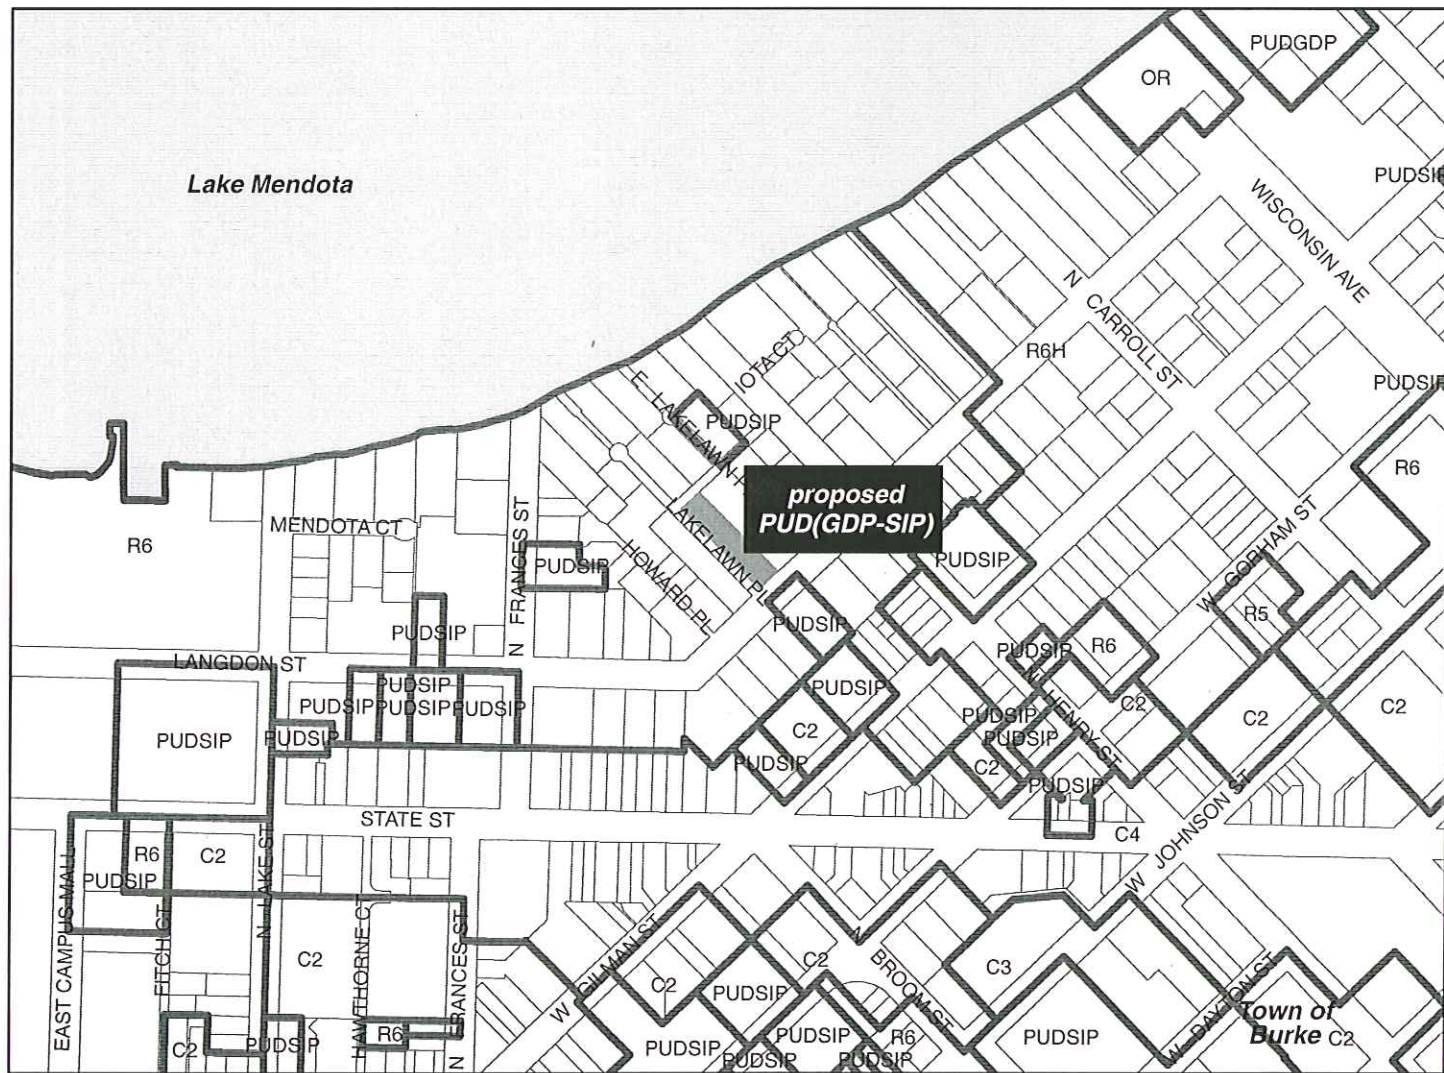 PUDGDP
OR
PUDSIP
Lake Mendota
WISCONSIN AVE
N CARROLL ST
R6H
IOTA CT
E LAKELAWN P
PUDSIP
PUDSIP
R6
proposed
PUD(GDP-SIP)
LAKELAWN PL
HOWARD PL
MENDOTA CT
R6
N FRANCES ST
PUDSIP
PUDSIP
W GORHAM ST
R5
PUDSIP
PUDSIP
R6
PUDSIP
LANGDON ST
N HENRY ST
PUDSIP
PUDSIP
PUDSIP
PUDSIP
PUDSIP
PUDSIP
PUDSIP
PUDSIP
C2
C2
C2
C2
PUDSIP
PUDSIP
PUDSIP
C2
PUDSIP
STATE ST
C4
W JOHNSON ST
R6
C2
PUDSIP
EAST CAMPUS MALL
FITCH CT
N LAKE ST
HAWTHORNE CT
N FRANCES ST
C2
W GILMAN ST
N BROOM ST
C2
C2
C3
PUDSIP
W DAYTON ST
Town of
Burke
C2
C2
PUDSIP
R6
PUDSIP
PUDSIP
PUDSIP
PUDSIP
R6
PUDSIP